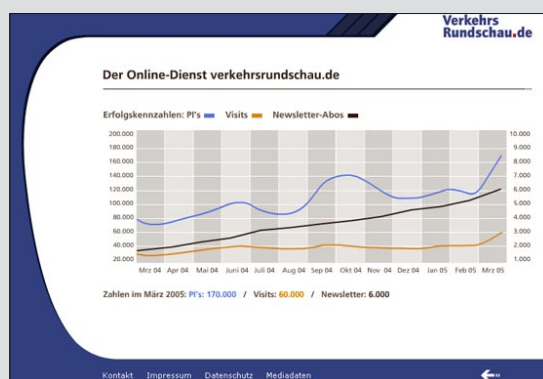 Verkehrs
Rundschau.de
Der Online-Dienst verkehrsrundschau.de
Erfolgskennzahlen: PI's Visits Newsletter-Abos
200.000 10.000
180.000 9.000
160.000 8.000
140.000 7.000
120.000 6.000
100.000 5.000
80.000 4.000
60.000 3.000
40.000 2.000
20.000 1.000
Mrz 04 Apr 04 Mai 04 Juni 04 Juli 04 Aug 04 Sep 04 Okt 04 Nov 04 Dez 04 Jan 05 Feb 05 Mrz 05
Zahlen im März 2005: PI's: 170.000 / Visits: 60.000 / Newsletter: 6.000
Kontakt Impressum Datenschutz Mediadaten